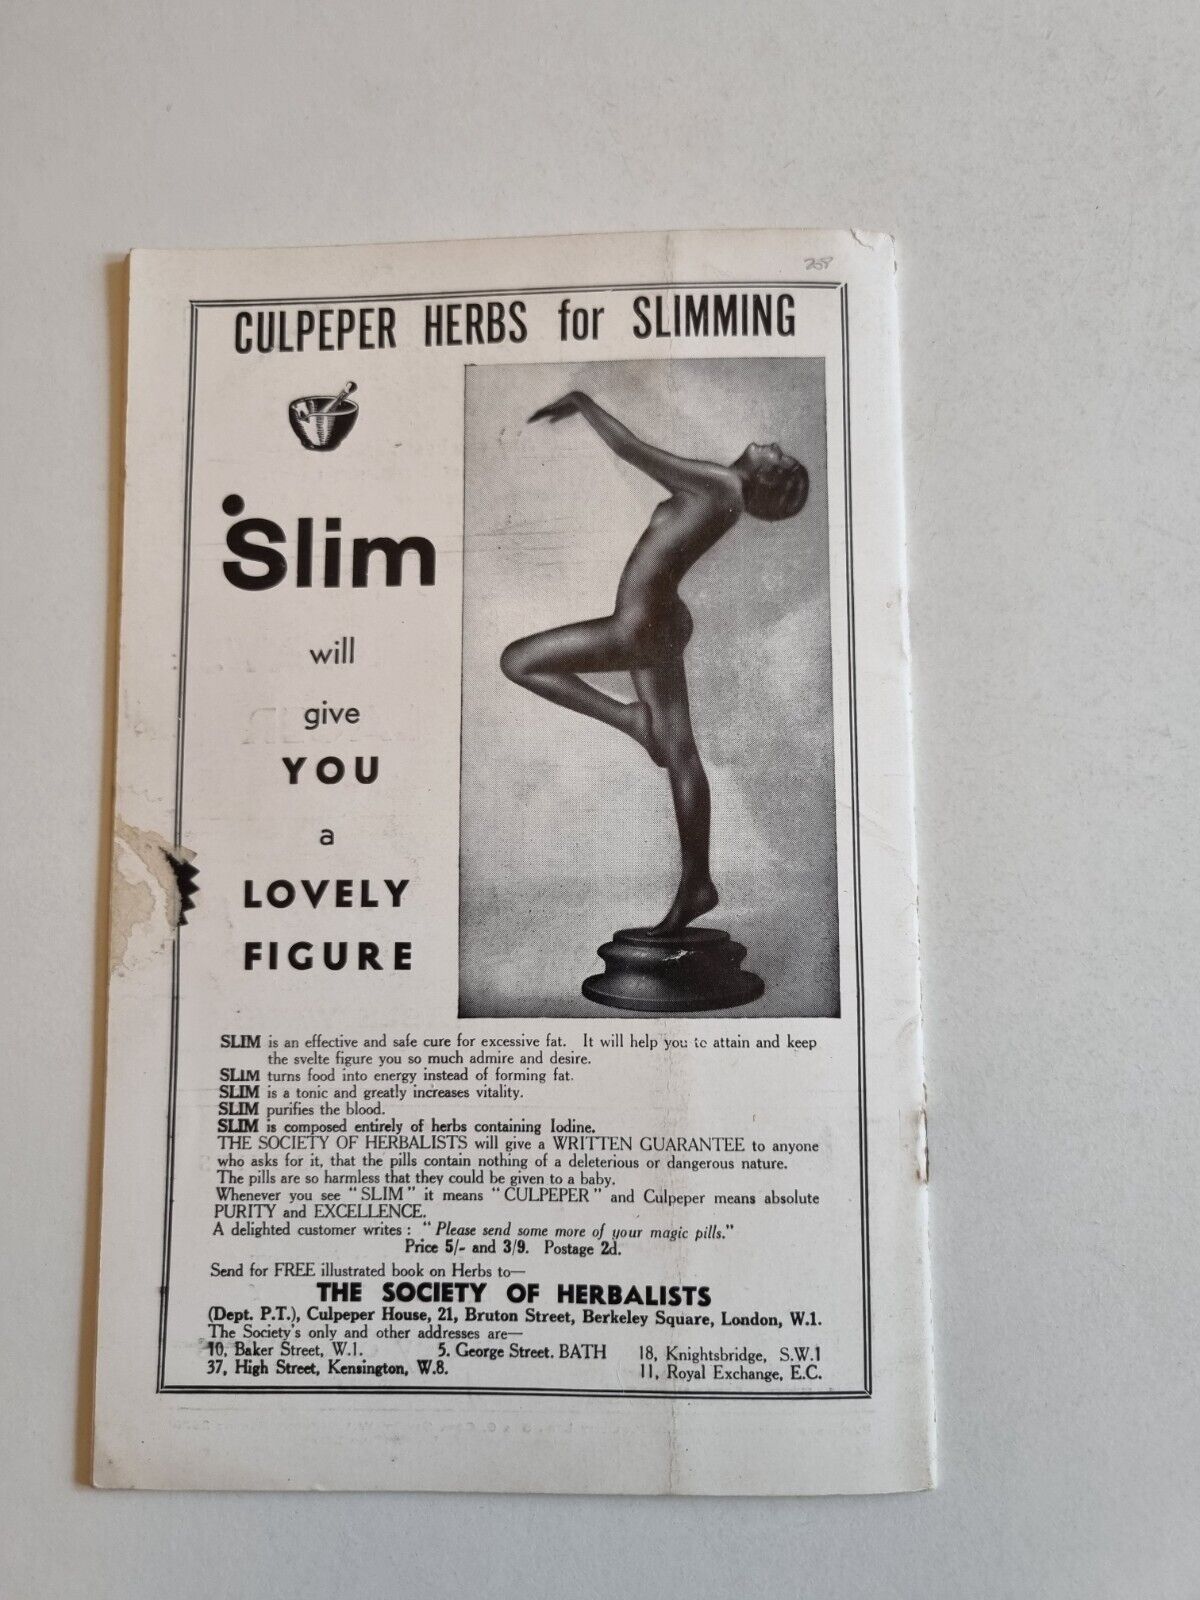 CULPEPER HERBS for SLIMMING
Slim
will
give
YOU
a
LOVELY
FIGURE
SLIM is an effective and safe cure for excessive fat. It will help you to attain and keep
the svelte figure you so much admire and desire.
SLIM turns food into energy instead of forming fat.
SLIM is a tonic and greatly increases vitality.
SLIM purifies the blood.
SLIM is composed entirely of herbs containing Iodine.
THE SOCIETY OF HERBALISTS will give a WRITTEN GUARANTEE to anyone
who asks for it, that the pills contain nothing of a deleterious or dangerous nature.
The pills are so harmless that they could be given to a baby.
Whenever you see "SLIM" it means "CULPEPER" and Culpeper means absolute
PURITY and EXCELLENCE.
A delighted customer writes: "Please send some more of your magic pills."
Price 5/- and 3/9. Postage 2d.
Send for FREE illustrated book on Herbs to—
THE SOCIETY OF HERBALISTS
(Dept. P.T.), Culpeper House, 21, Bruton Street, Berkeley Square, London, W.1.
The Society's only and other addresses are—
10, Baker Street, W.1. 5. George Street. BATH 18, Knightsbridge, S.W.1
37, High Street, Kensington, W.8. 11, Royal Exchange, E.C.